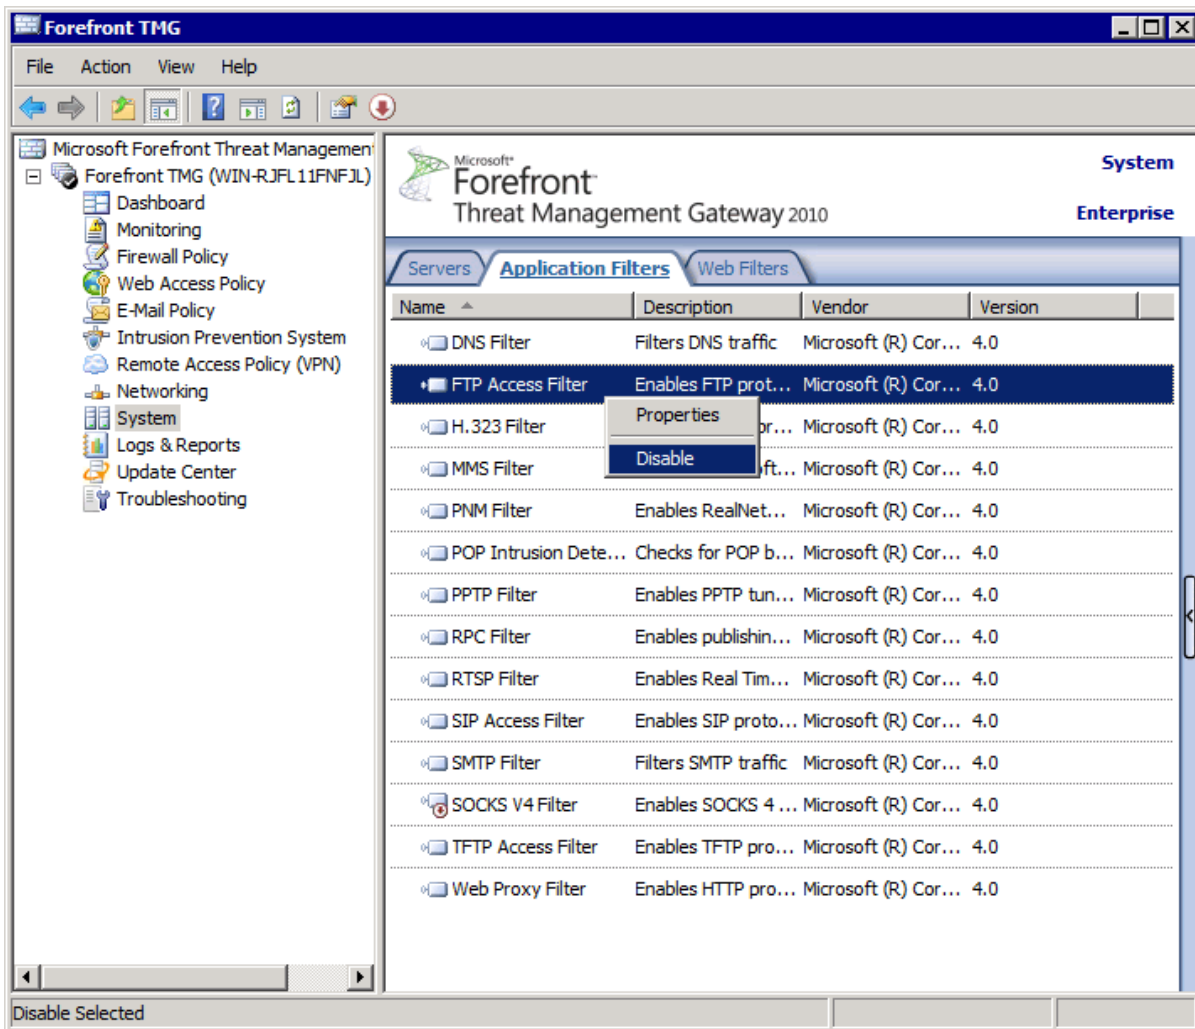 Forefront TMG
File Action View Help
Microsoft Forefront Threat Management
Forefront TMG (WIN-RJFL11FNFJL)
Dashboard
Monitoring
Firewall Policy
Web Access Policy
E-Mail Policy
Intrusion Prevention System
Remote Access Policy (VPN)
Networking
System
Logs & Reports
Update Center
Troubleshooting
Microsoft
Forefront
Threat Management Gateway 2010
System
Enterprise
Servers Application Filters Web Filters
Name Description Vendor Version
DNS Filter Filters DNS traffic Microsoft (R) Cor... 4.0
FTP Access Filter Enables FTP prot... Microsoft (R) Cor... 4.0
Properties
H.323 Filter or... Microsoft (R) Cor... 4.0
Disable
MMS Filter oft... Microsoft (R) Cor... 4.0
PNM Filter Enables RealNet... Microsoft (R) Cor... 4.0
POP Intrusion Dete... Checks for POP b... Microsoft (R) Cor... 4.0
PPTP Filter Enables PPTP tun... Microsoft (R) Cor... 4.0
RPC Filter Enables publishin... Microsoft (R) Cor... 4.0
RTSP Filter Enables Real Tim... Microsoft (R) Cor... 4.0
SIP Access Filter Enables SIP proto... Microsoft (R) Cor... 4.0
SMTP Filter Filters SMTP traffic Microsoft (R) Cor... 4.0
SOCKS V4 Filter Enables SOCKS 4 ... Microsoft (R) Cor... 4.0
TFTP Access Filter Enables TFTP pro... Microsoft (R) Cor... 4.0
Web Proxy Filter Enables HTTP pro... Microsoft (R) Cor... 4.0
Disable Selected